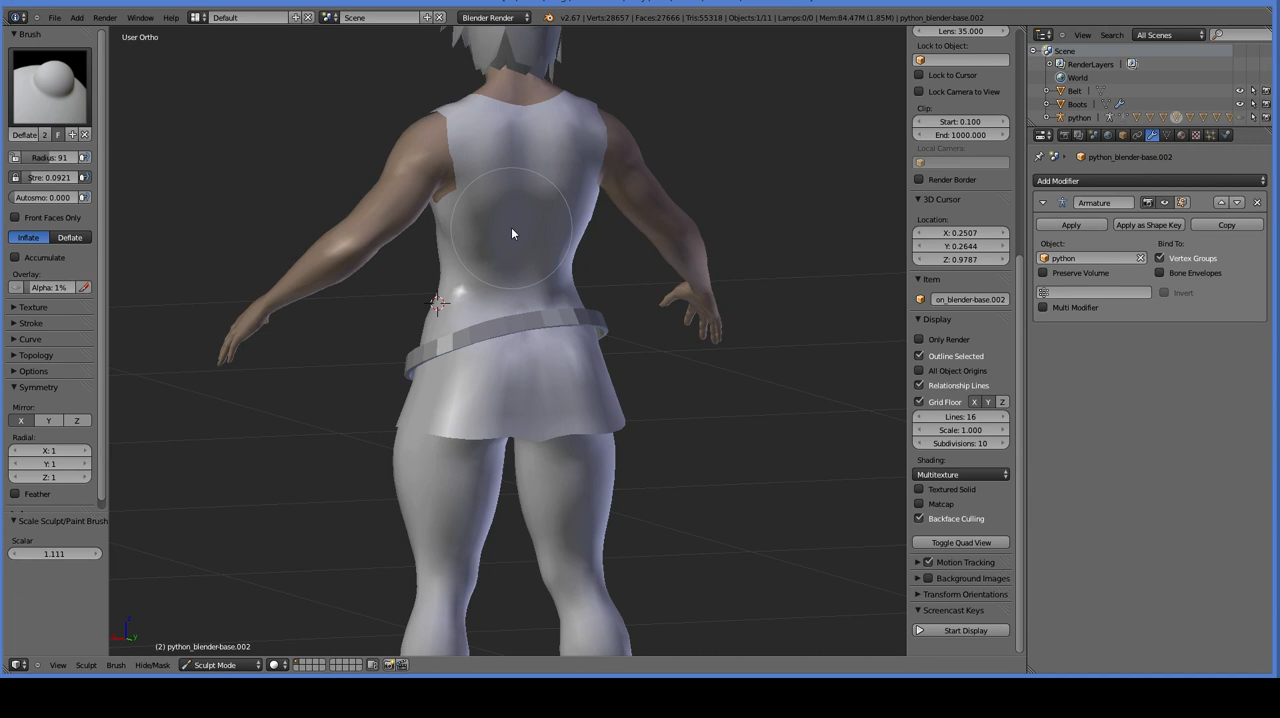 File Add Render Window Help Default Scene Blender Render v2.67 | Verts:28657 | Faces:27666 | Tris:55318 | Objects:1/11 | Lamps:0/0 | Mem:84.47M (1.85M) | python_blender-base.002
Brush
Deflate 2 F
Radius: 91
Stre: 0.0921
Autosmo: 0.000
Front Faces Only
Inflate Deflate
Accumulate
Overlay:
Alpha: 1%
Texture
Stroke
Curve
Topology
Options
Symmetry
Mirror:
X Y Z
Radial:
X: 1
Y: 1
Z: 1
Feather
Scale Sculpt/Paint Brush
Scalar
1.111
User Ortho
z
y
(2) python_blender-base.002
View Sculpt Brush Hide/Mask Sculpt Mode
Lens: 35.000
Lock to Object:
Lock to Cursor
Lock Camera to View
Clip:
Start: 0.100
End: 1000.000
Local Camera:
Render Border
3D Cursor
Location:
X: 0.2507
Y: 0.2644
Z: 0.9787
Item
on_blender-base.002
Display
Only Render
Outline Selected
All Object Origins
Relationship Lines
Grid Floor X Y Z
Lines: 16
Scale: 1.000
Subdivisions: 10
Shading:
Multitexture
Textured Solid
Matcap
Backface Culling
Toggle Quad View
Motion Tracking
Background Images
Transform Orientations
Screencast Keys
Start Display
View Search All Scenes
Scene
RenderLayers
World
Belt
Boots
python
python_blender-base.002
Add Modifier
Armature
Apply Apply as Shape Key Copy
Object: Bind To:
python Vertex Groups
Preserve Volume Bone Envelopes
Invert
Multi Modifier